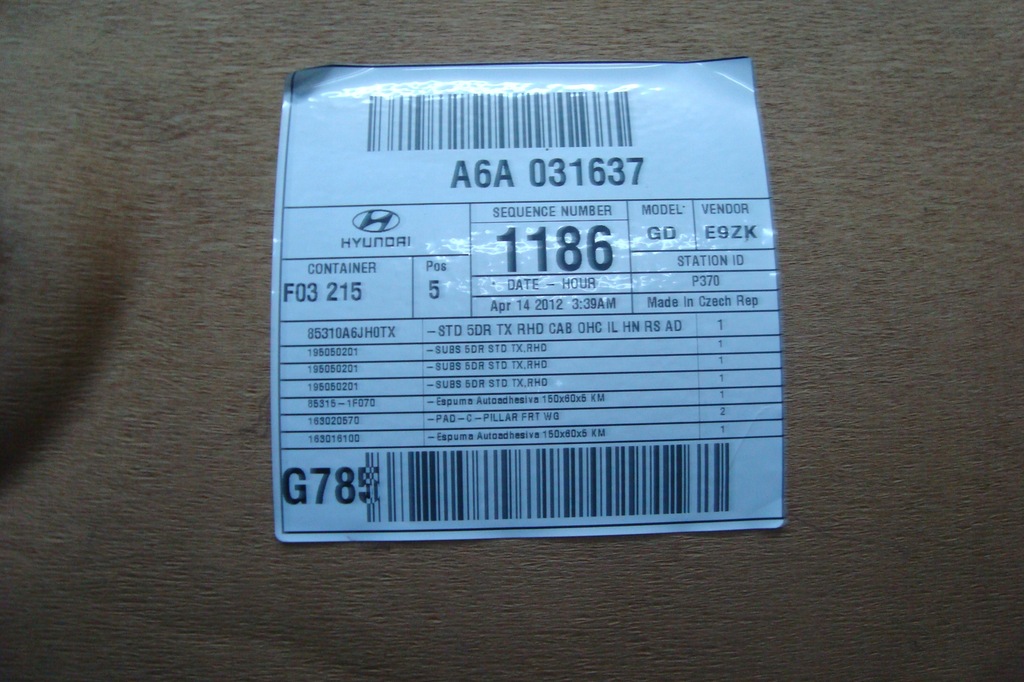 A6A 031637
HYUNDAI
SEQUENCE NUMBER
1186
MODEL
GD
VENDOR
E9ZK
STATION ID
P370
CONTAINER
F03 215
Pos
5
DATE - HOUR
Apr 14 2012 3:39AM
Made In Czech Rep
85310A6JH0TX -STD 5DR TX RHD CAB OHC IL HN RS AD 1
195050201 -SUBS 5DR STD TX,RHD 1
195050201 -SUBS 5DR STD TX,RHD 1
195050201 -SUBS 5DR STD TX,RHD 1
85315-1F070 -Espuma Autoadhesiva 150x60x5 KM 1
163020570 -PAD-C-PILLAR FRT WG 2
163016100 -Espuma Autoadhesiva 150x60x5 KM 1
G785